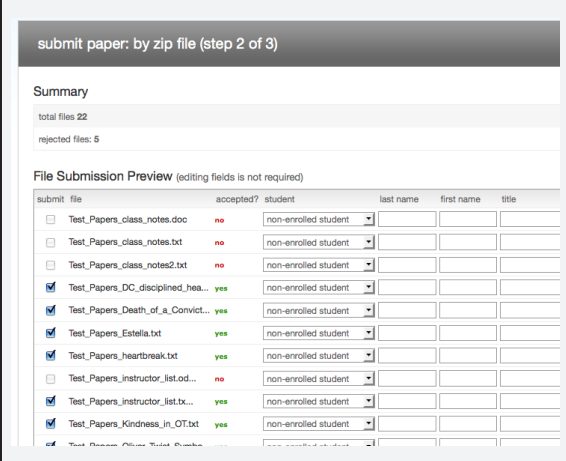 submit paper: by zip file (step 2 of 3)
Summary
total files 22
rejected files: 5
File Submission Preview (editing fields is not required)
submit file accepted? student last name first name title
Test_Papers_class_notes.doc no non-enrolled student
Test_Papers_class_notes.txt no non-enrolled student
Test_Papers_class_notes2.txt no non-enrolled student
Test_Papers_DC_disciplined_hea... yes non-enrolled student
Test_Papers_Death_of_a_Convict... yes non-enrolled student
Test_Papers_Estella.txt yes non-enrolled student
Test_Papers_heartbreak.txt yes non-enrolled student
Test_Papers_instructor_list.od... no non-enrolled student
Test_Papers_instructor_list.tx... yes non-enrolled student
Test_Papers_Kindness_in_OT.txt yes non-enrolled student